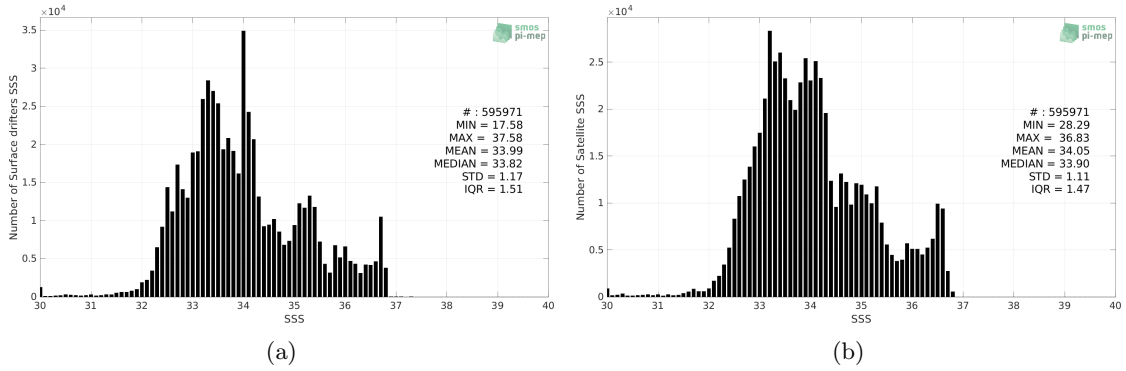 ×10^4
smos
pi-mep
3.5
3
2.5
2
1.5
1
0.5
0
Number of Surface drifters SSS
# : 595971
MIN = 17.58
MAX = 37.58
MEAN = 33.99
MEDIAN = 33.82
STD = 1.17
IQR = 1.51
30 31 32 33 34 35 36 37 38 39 40
SSS
(a)
×10^4
smos
pi-mep
2.5
2
1.5
1
0.5
0
Number of Satellite SSS
# : 595971
MIN = 28.29
MAX = 36.83
MEAN = 34.05
MEDIAN = 33.90
STD = 1.11
IQR = 1.47
30 31 32 33 34 35 36 37 38 39 40
SSS
(b)